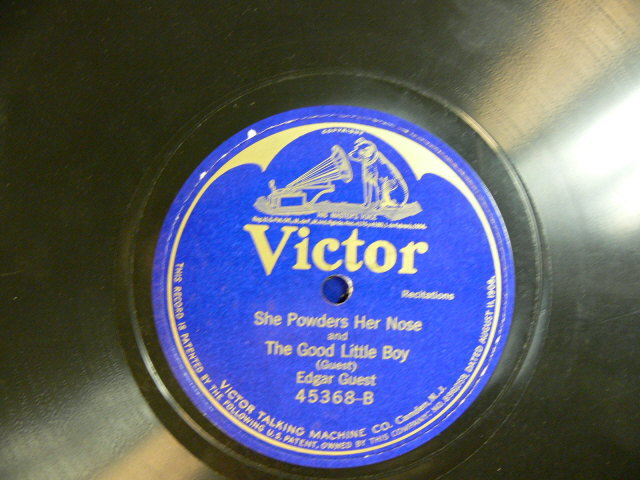 COPYRIGHT
HIS MASTER'S VOICE
Victor
Recitations
She Powders Her Nose
and
The Good Little Boy
(Guest)
Edgar Guest
45368-B
THIS RECORD IS PATENTED BY THE FOLLOWING U.S. PATENT, OWNED BY THIS COMPANY: NO. 896059, DATED AUGUST 11, 1908.
VICTOR TALKING MACHINE CO. Camden, N. J.